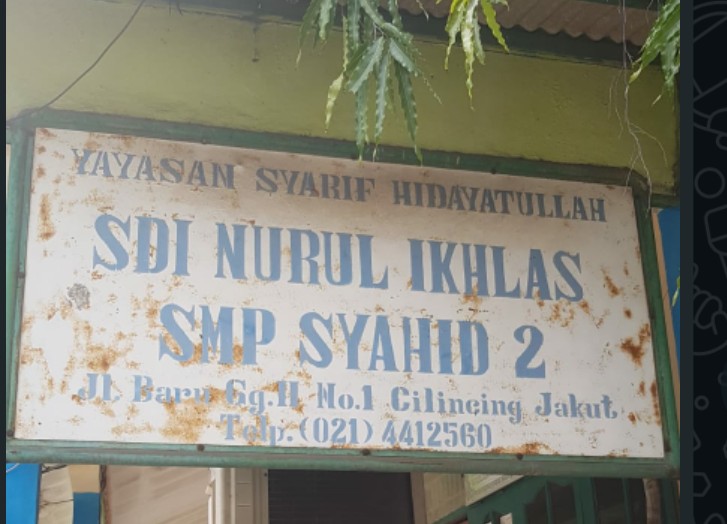 YAYASAN SYARIF HIDAYATULLAH
SDI NURUL IKHLAS
SMP SYAHID 2
Jl. Baru Gg.H No.1 Cilincing Jakut
Telp.(021) 4412560